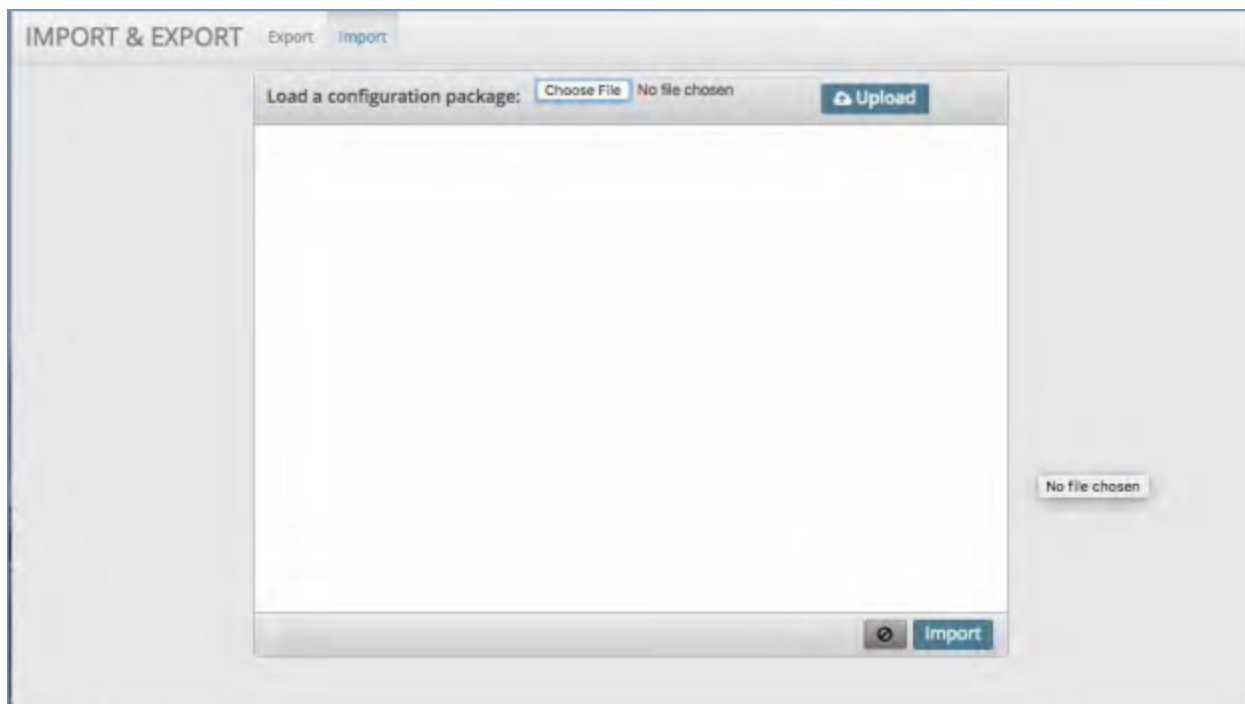 IMPORT & EXPORT Export Import
Load a configuration package: Choose File No file chosen Upload
No file chosen
Import